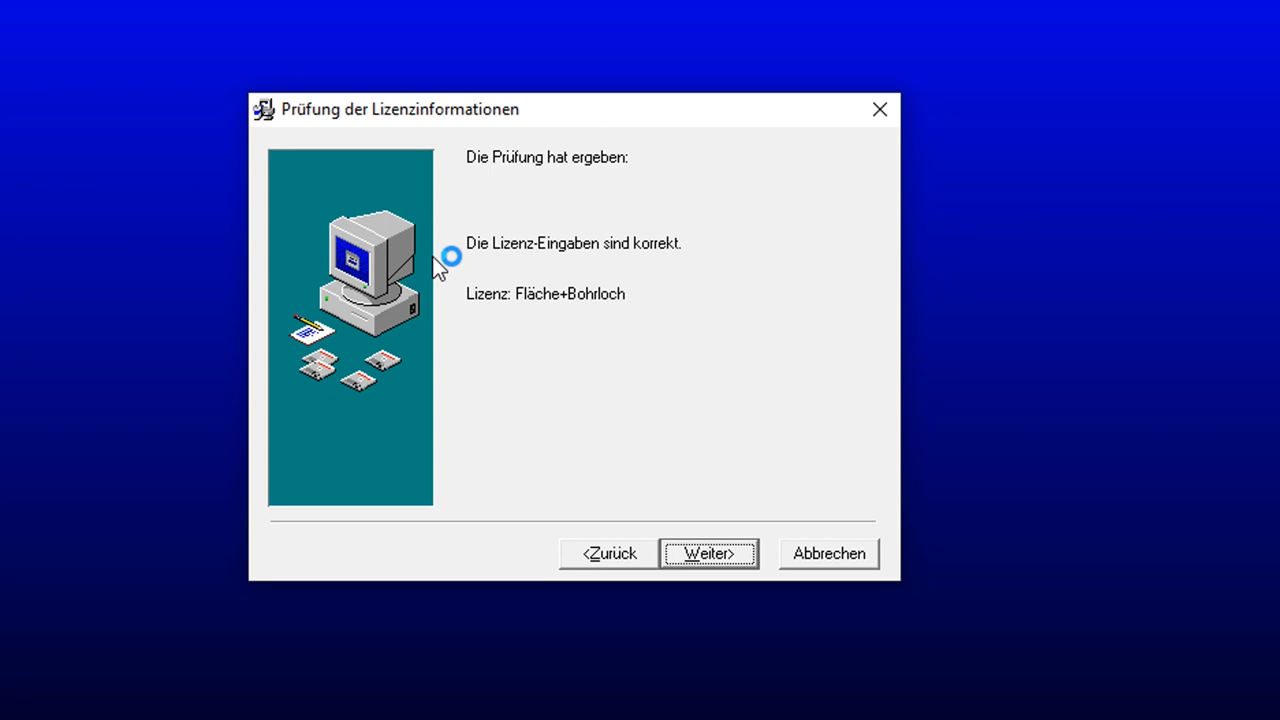 Prüfung der Lizenzinformationen
Die Prüfung hat ergeben:
Die Lizenz-Eingaben sind korrekt.
Lizenz: Fläche+Bohrloch
<Zurück
Weiter>
Abbrechen